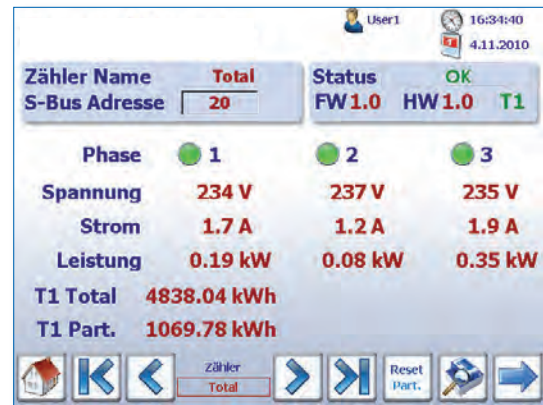 User1 16:34:40
4.11.2010
Zähler Name Total Status OK
S-Bus Adresse 20 FW 1.0 HW 1.0 T1
Phase 1 2 3
Spannung 234 V 237 V 235 V
Strom 1.7 A 1.2 A 1.9 A
Leistung 0.19 kW 0.08 kW 0.35 kW
T1 Total 4838.04 kWh
T1 Part. 1069.78 kWh
Zähler
Total
Reset
Part.